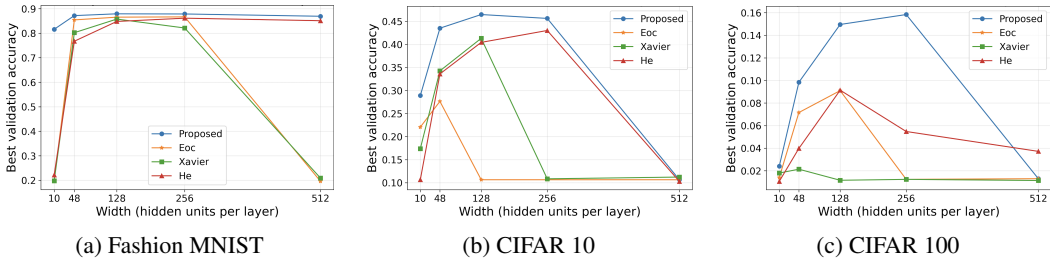 Best validation accuracy
0.9
0.8
0.7
0.6
0.5
0.4
0.3
0.2
Proposed
Eoc
Xavier
He
10 48 128 256 512
Width (hidden units per layer)
(a) Fashion MNIST
Best validation accuracy
0.45
0.40
0.35
0.30
0.25
0.20
0.15
0.10
Proposed
Eoc
Xavier
He
10 48 128 256 512
Width (hidden units per layer)
(b) CIFAR 10
Best validation accuracy
0.16
0.14
0.12
0.10
0.08
0.06
0.04
0.02
Proposed
Eoc
Xavier
He
10 48 128 256 512
Width (hidden units per layer)
(c) CIFAR 100